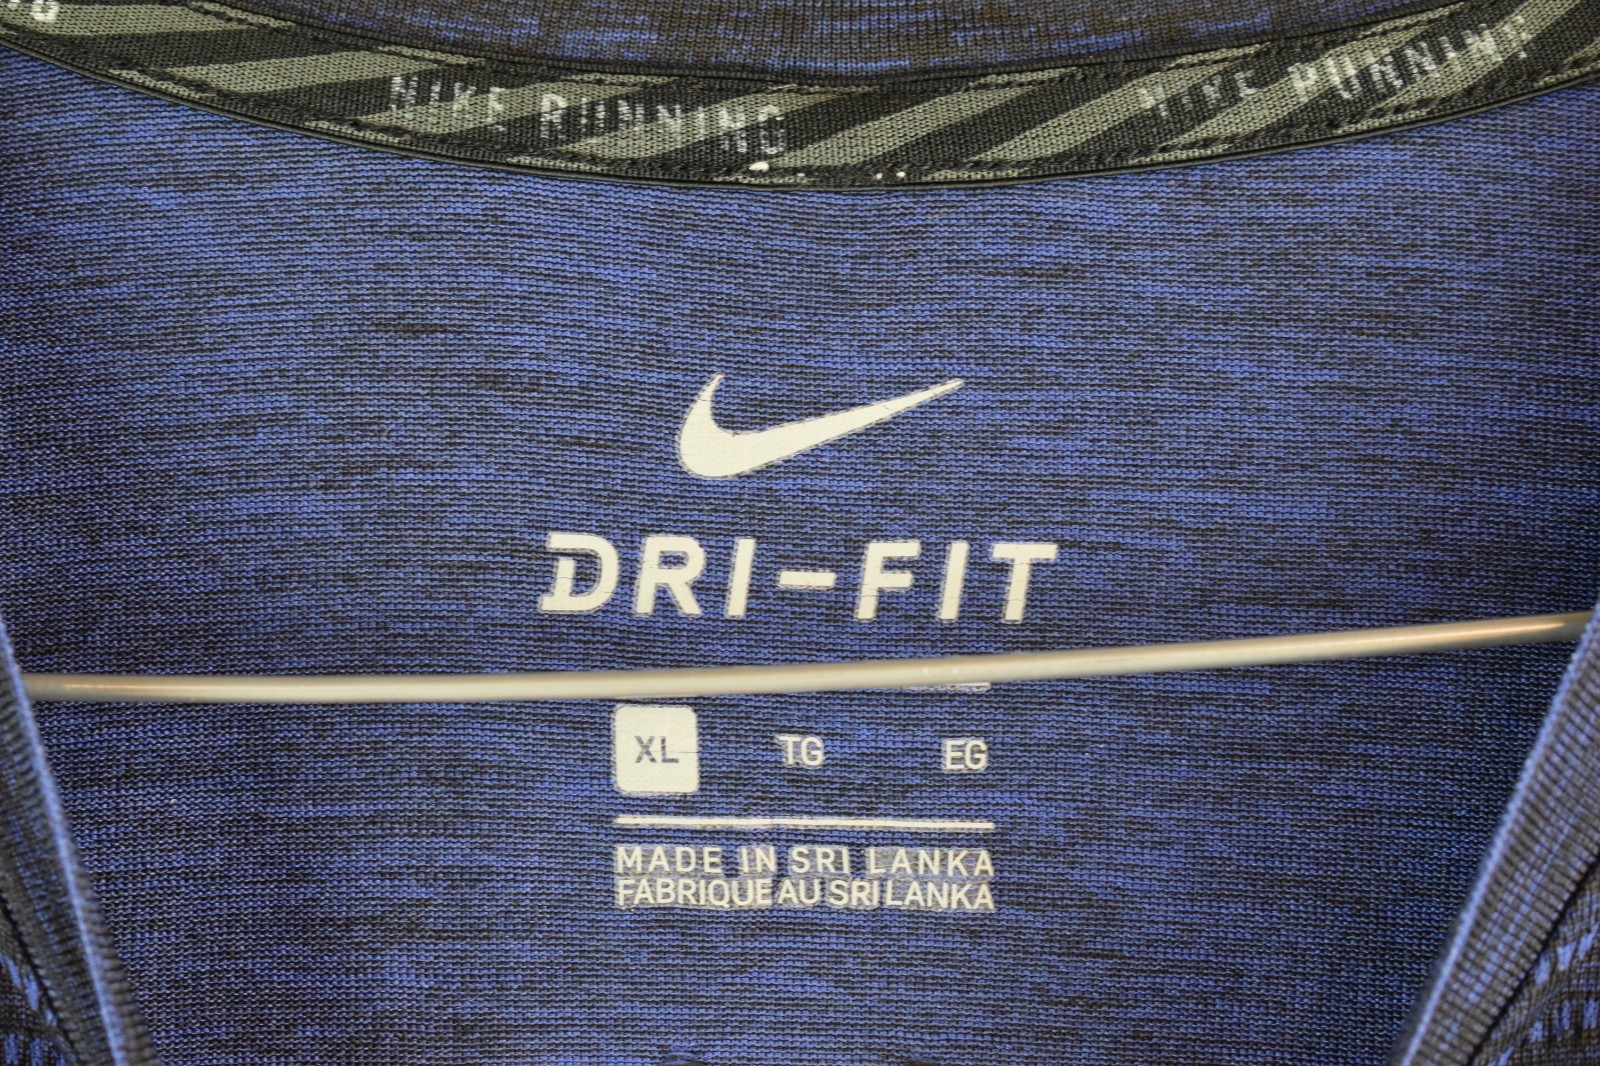 NIKE RUNNING NIKE RUNNING
DRI-FIT
XL TG EG
MADE IN SRI LANKA
FABRIQUE AU SRI LANKA